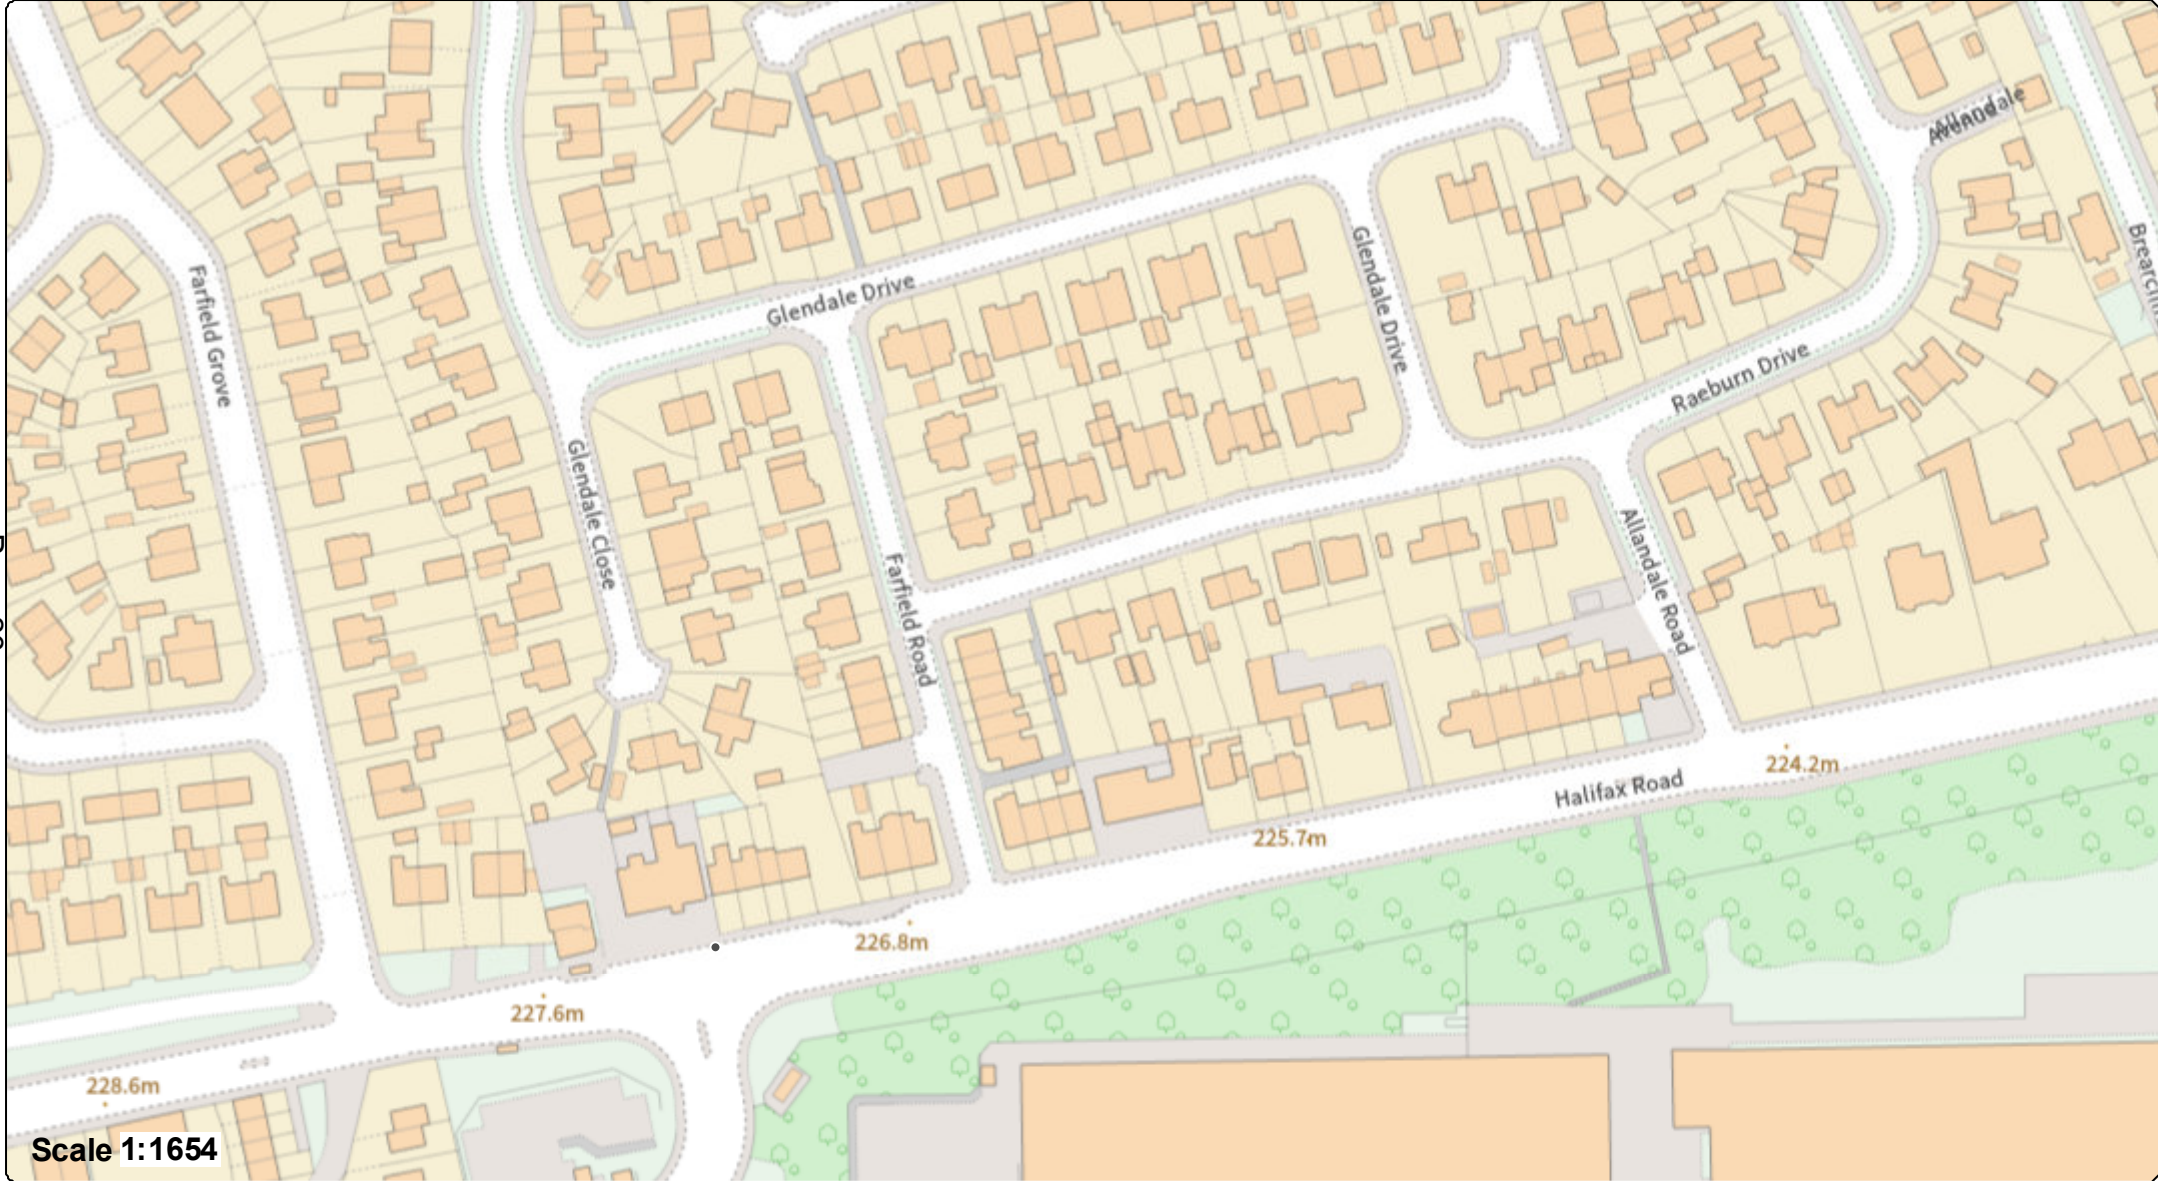 Allandale
Avenue
Glendale Drive
Farfield Grove
Glendale Drive
Raeburn Drive
Glendale Close
Allandale Road
Farfield Road
224.2m
Halifax Road
225.7m
226.8m
227.6m
228.6m
Scale 1:1654